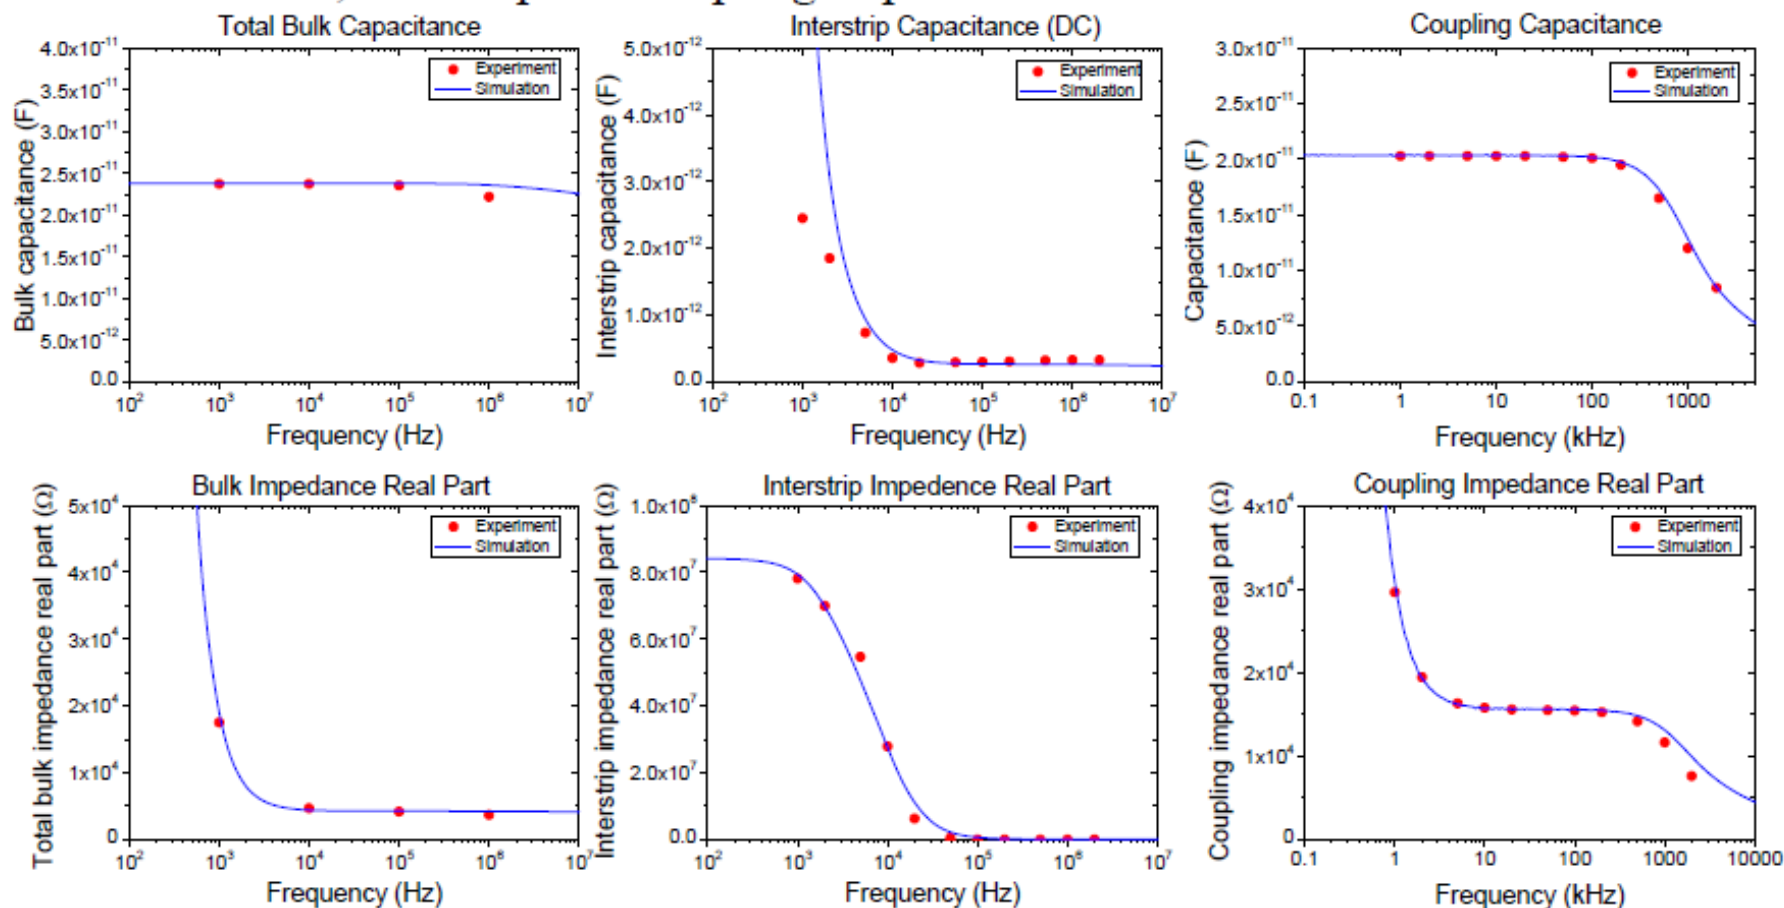 Total Bulk Capacitance
4.0x10⁻¹¹
3.5x10⁻¹¹
3.0x10⁻¹¹
2.5x10⁻¹¹
2.0x10⁻¹¹
1.5x10⁻¹¹
1.0x10⁻¹¹
5.0x10⁻¹²
0.0
Bulk capacitance (F)
Experiment
Simulation
10² 10³ 10⁴ 10⁵ 10⁶ 10⁷
Frequency (Hz)
Interstrip Capacitance (DC)
5.0x10⁻¹²
4.0x10⁻¹²
3.0x10⁻¹²
2.0x10⁻¹²
1.0x10⁻¹²
0.0
Interstrip capacitance (F)
Experiment
Simulation
10² 10³ 10⁴ 10⁵ 10⁶ 10⁷
Frequency (Hz)
Coupling Capacitance
3.0x10⁻¹¹
2.5x10⁻¹¹
2.0x10⁻¹¹
1.5x10⁻¹¹
1.0x10⁻¹¹
5.0x10⁻¹²
0.0
Capacitance (F)
Experiment
Simulation
0.1 1 10 100 1000
Frequency (kHz)
Bulk Impedance Real Part
5x10⁴
4x10⁴
3x10⁴
2x10⁴
1x10⁴
0
Total bulk impedance real part (Ω)
Experiment
Simulation
10² 10³ 10⁴ 10⁵ 10⁶ 10⁷
Frequency (Hz)
Interstrip Impedence Real Part
1.0x10⁸
8.0x10⁷
6.0x10⁷
4.0x10⁷
2.0x10⁷
0.0
Interstrip impedance real part (Ω)
Experiment
Simulation
10² 10³ 10⁴ 10⁵ 10⁶ 10⁷
Frequency (Hz)
Coupling Impedance Real Part
4x10⁴
3x10⁴
2x10⁴
1x10⁴
0
Coupling impedance real part (Ω)
Experiment
Simulation
0.1 1 10 100 1000 10000
Frequency (kHz)